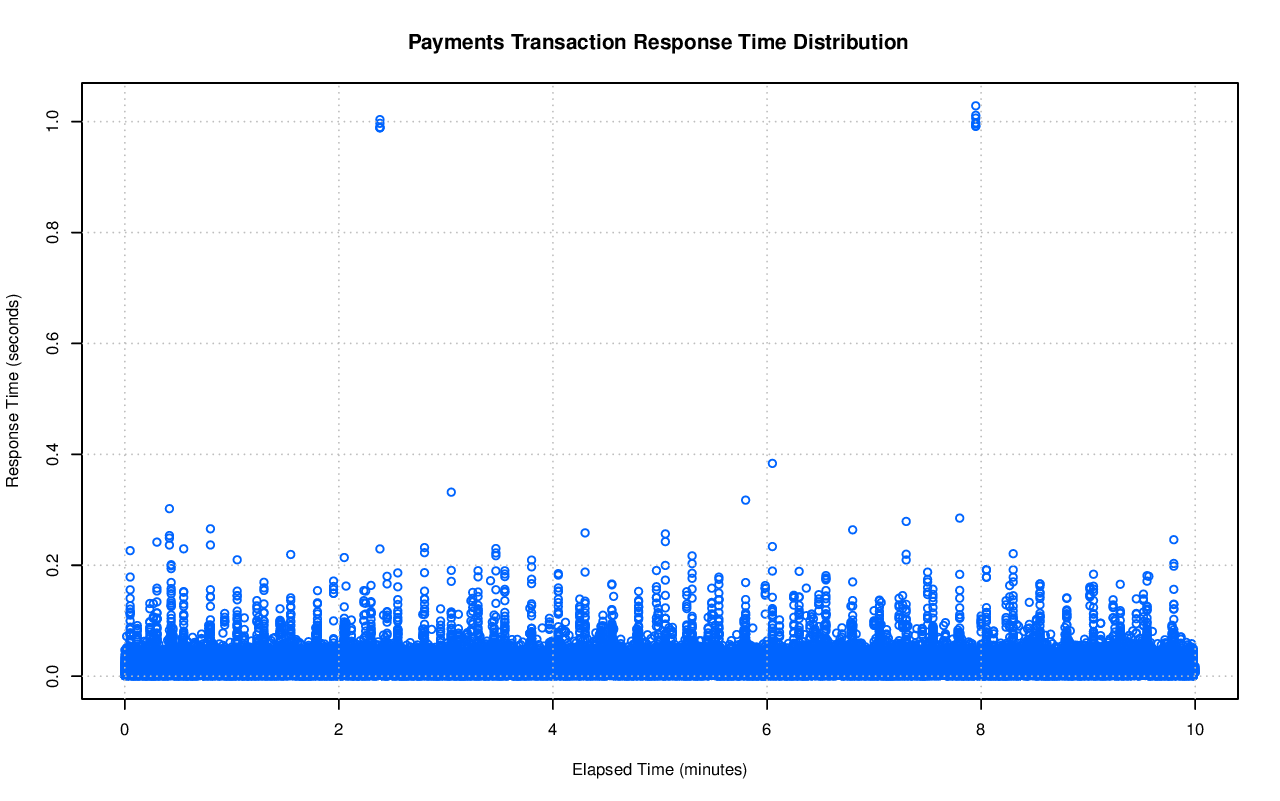 Payments Transaction Response Time Distribution
Response Time (seconds)
1.0
0.8
0.6
0.4
0.2
0.0
0 2 4 6 8 10
Elapsed Time (minutes)